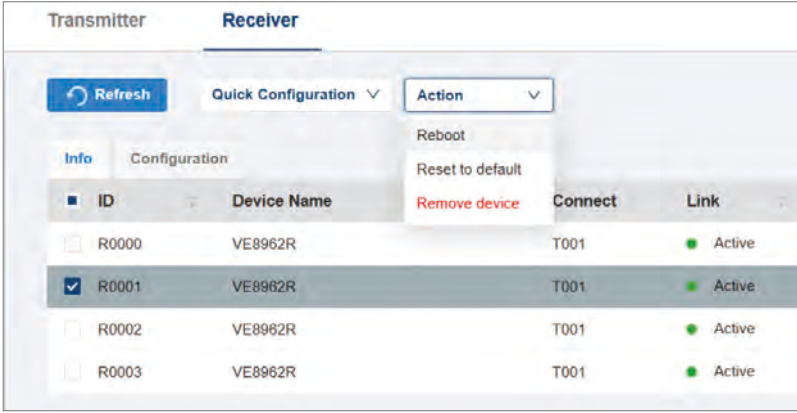 Transmitter Receiver
Refresh Quick Configuration Action
Reboot
Info Configuration
Reset to default
Remove device
ID Device Name Connect Link
R0000 VE8962R T001 Active
R0001 VE8962R T001 Active
R0002 VE8962R T001 Active
R0003 VE8962R T001 Active